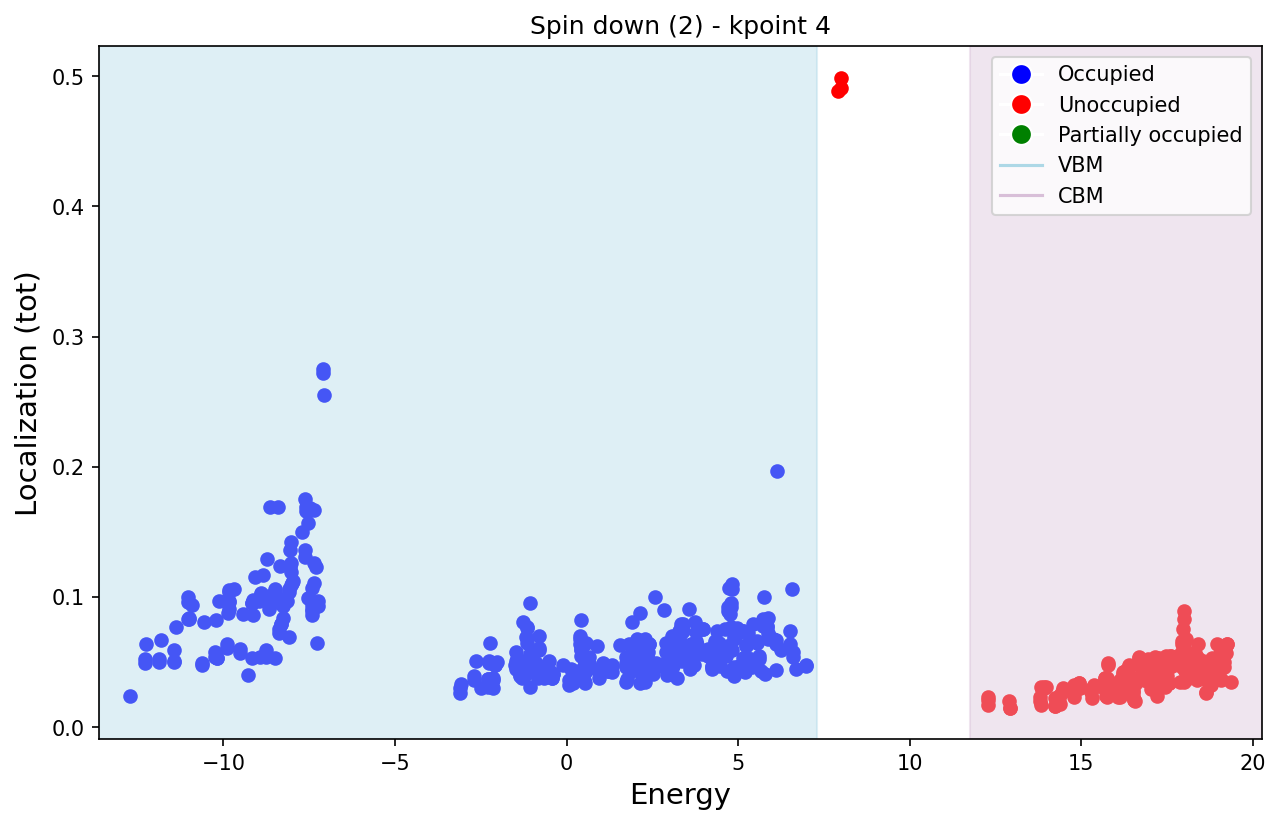 Spin down (2) - kpoint 4
Localization (tot)
0.5
0.4
0.3
0.2
0.1
0.0
Occupied
Unoccupied
Partially occupied
VBM
CBM
−10
−5
0
5
10
15
20
Energy